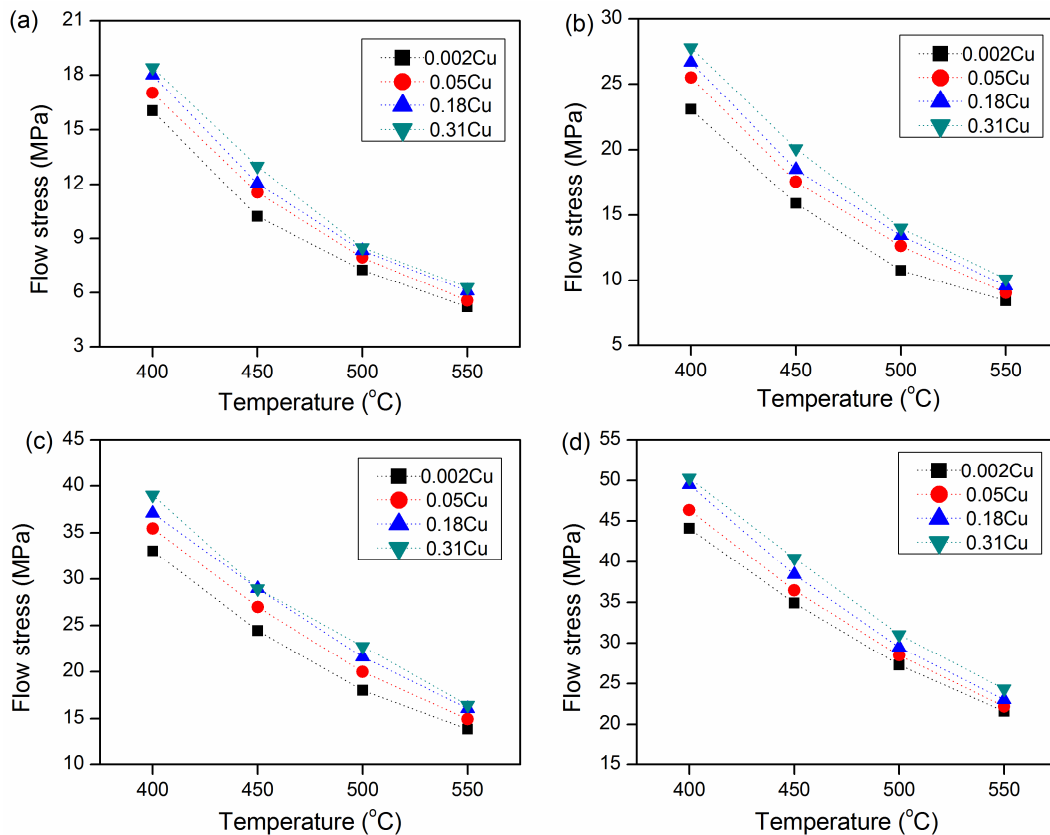 (a)
21
18
15
12
9
6
3
Flow stress (MPa)
0.002Cu
0.05Cu
0.18Cu
0.31Cu
400 450 500 550
Temperature (°C)
(b)
30
25
20
15
10
5
Flow stress (MPa)
0.002Cu
0.05Cu
0.18Cu
0.31Cu
400 450 500 550
Temperature (°C)
(c)
45
40
35
30
25
20
15
10
Flow stress (MPa)
0.002Cu
0.05Cu
0.18Cu
0.31Cu
400 450 500 550
Temperature (°C)
(d)
55
50
45
40
35
30
25
20
15
Flow stress (MPa)
0.002Cu
0.05Cu
0.18Cu
0.31Cu
400 450 500 550
Temperature (°C)